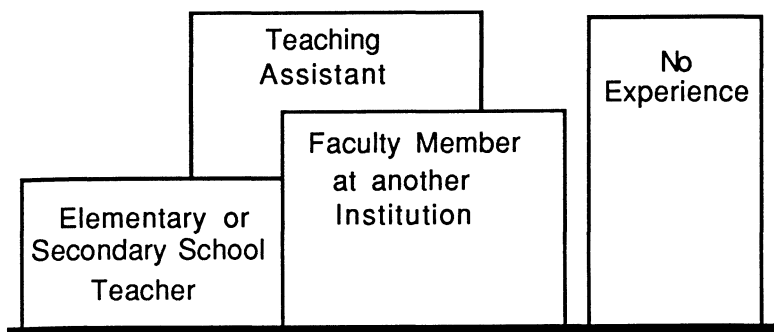 Teaching
Assistant
No
Experience
Faculty Member
at another
Institution
Elementary or
Secondary School
Teacher